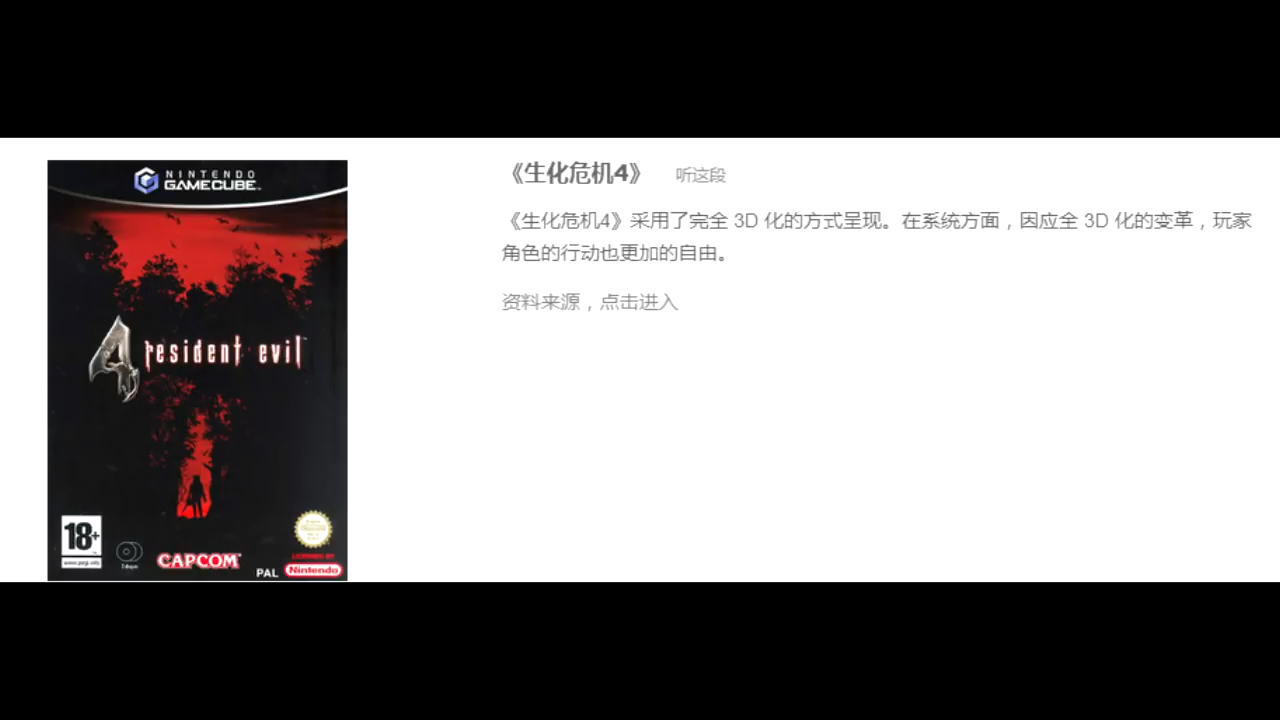 NINTENDO
GAMECUBE™
4 resident evil™
18+
www.pegi.info
CAPCOM
PAL
LICENSED BY
Nintendo
《生化危机4》 听这段
《生化危机4》采用了完全 3D 化的方式呈现。在系统方面，因应全 3D 化的变革，玩家
角色的行动也更加的自由。
资料来源，点击进入